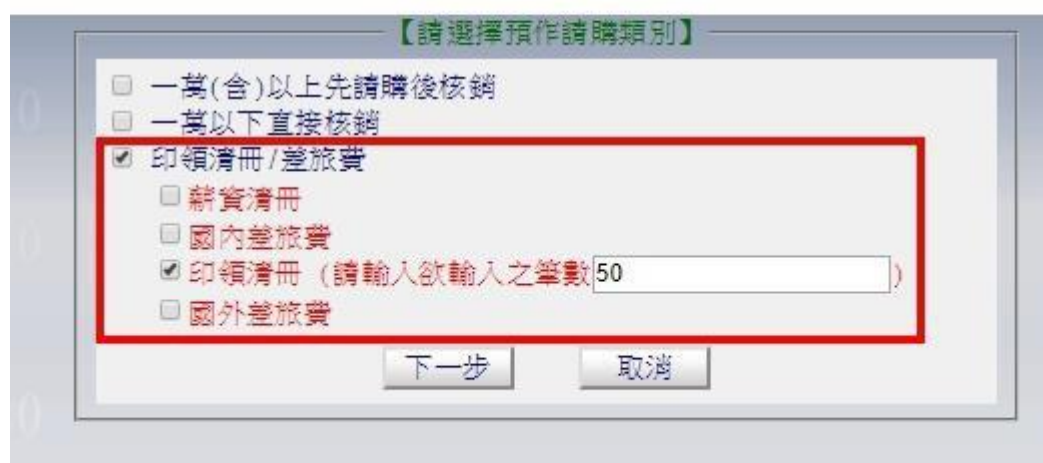 【請選擇預作請購類別】
一萬(含)以上先請購後核銷
一萬以下直接核銷
印領清冊/差旅費
薪資清冊
國內差旅費
印領清冊 (請輸入欲輸入之筆數50)
國外差旅費
下一步 取消